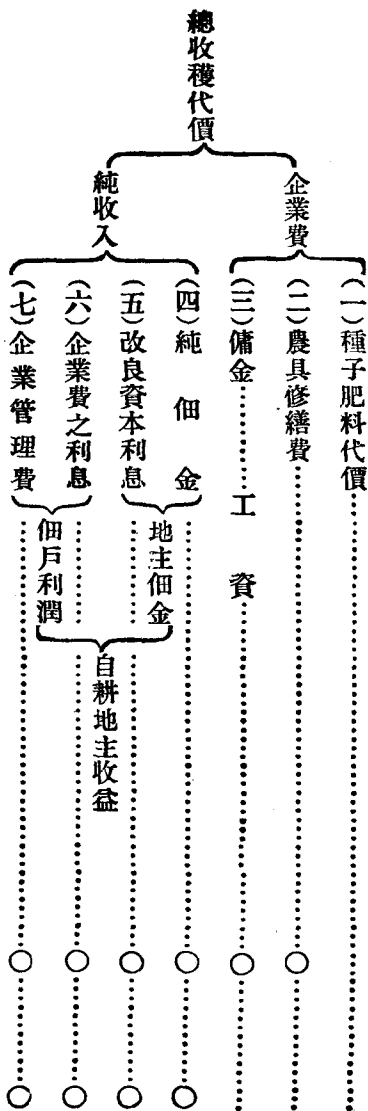 總收穫代價
企業費
(一)種子肥料代價
(二)農具修繕費……○
(三)傭金……工資……○
純收入
(四)純佃金……○……○
(五)改良資本利息……○……○
地主佃金
(六)企業費之利息……○……○
(七)企業管理費……○……○
佃戶利潤
自耕地主收益